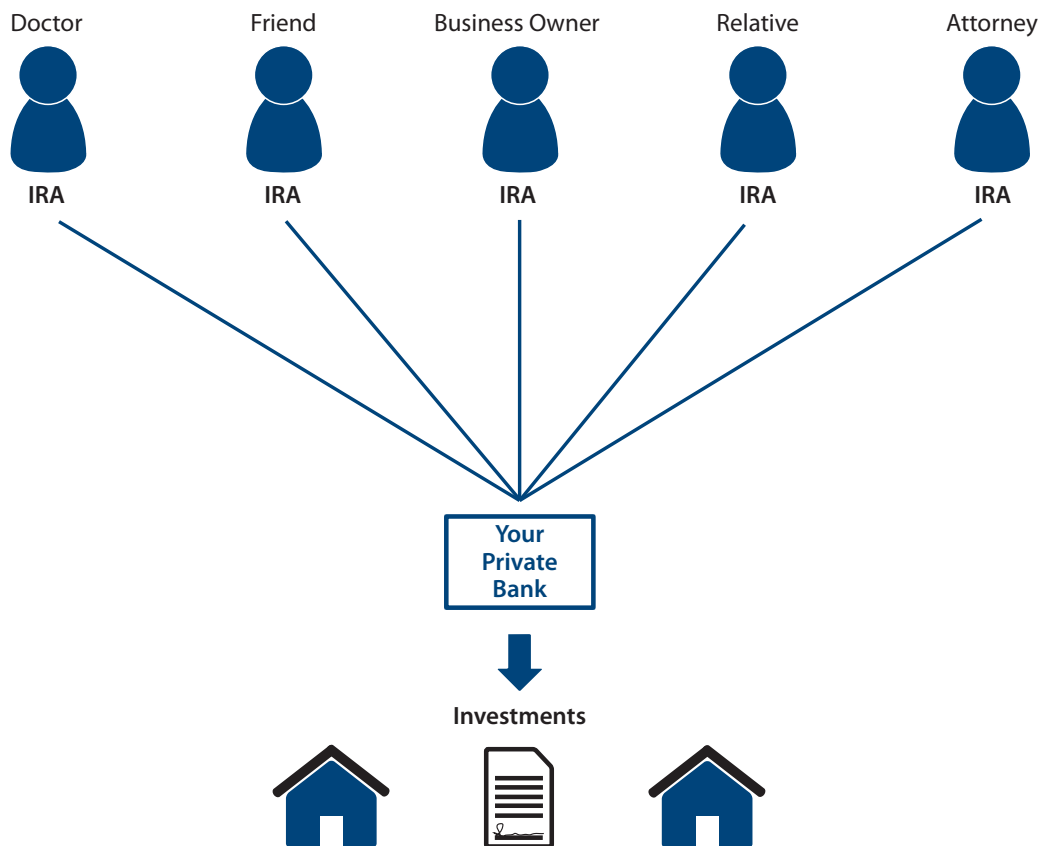 Doctor
Friend
Business Owner
Relative
Attorney
IRA
IRA
IRA
IRA
IRA
Your
Private
Bank
Investments